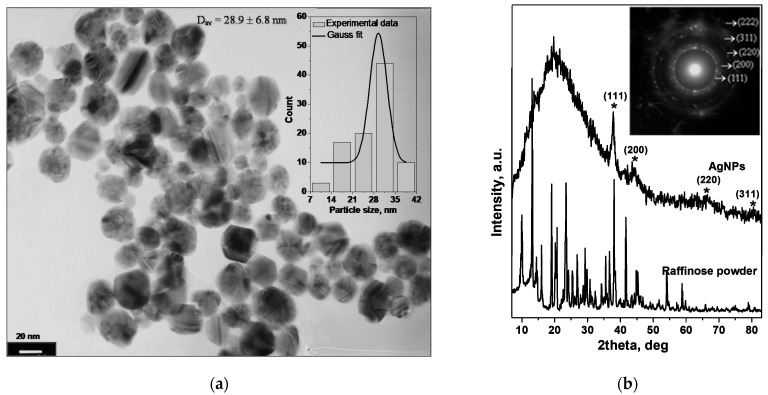 (a)
D_av = 28.9 ± 6.8 nm
Experimental data
Gauss fit
Count
60
50
40
30
20
10
0
7 14 21 28 35 42
Particle size, nm
20 nm
(b)
Intensity, a.u.
(222)
(311)
(220)
(200)
(111)
(111)
*
(200)
*
AgNPs
(220)
*
(311)
*
Raffinose powder
10 20 30 40 50 60 70 80
2theta, deg
(a) (b)